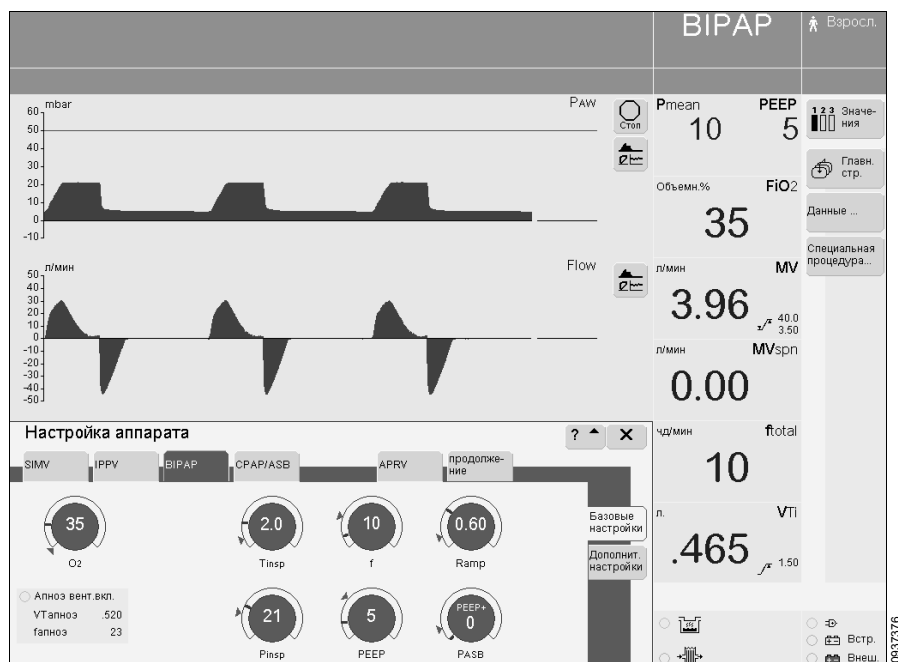 BIPAP
Взросл.
mbar
Paw
60
50
40
30
20
10
0
-10
Стоп
л/мин
Flow
50
40
30
20
10
0
-10
-20
-30
-40
-50
Pmean
PEEP
10
5
Объемн.%
FiO2
35
л/мин
MV
3.96
40.0
3.50
л/мин
MVspn
0.00
чд/мин
ftotal
10
л.
VTi
.465
1.50
1 2 3 Значе-
ния
Главн.
стр.
Данные ...
Специальная
процедура...
Настройка аппарата
?
X
SIMV
IPPV
BIPAP
CPAP/ASB
APRV
продолже-
ние
35
O2
2.0
Tinsp
10
f
0.60
Ramp
Базовые
настройки
Дополнит.
настройки
Апноэ вент.вкл.
VTапноэ .520
fапноэ 23
21
Pinsp
5
PEEP
PEEP+
0
PASB
Встр.
Внеш.
0937376